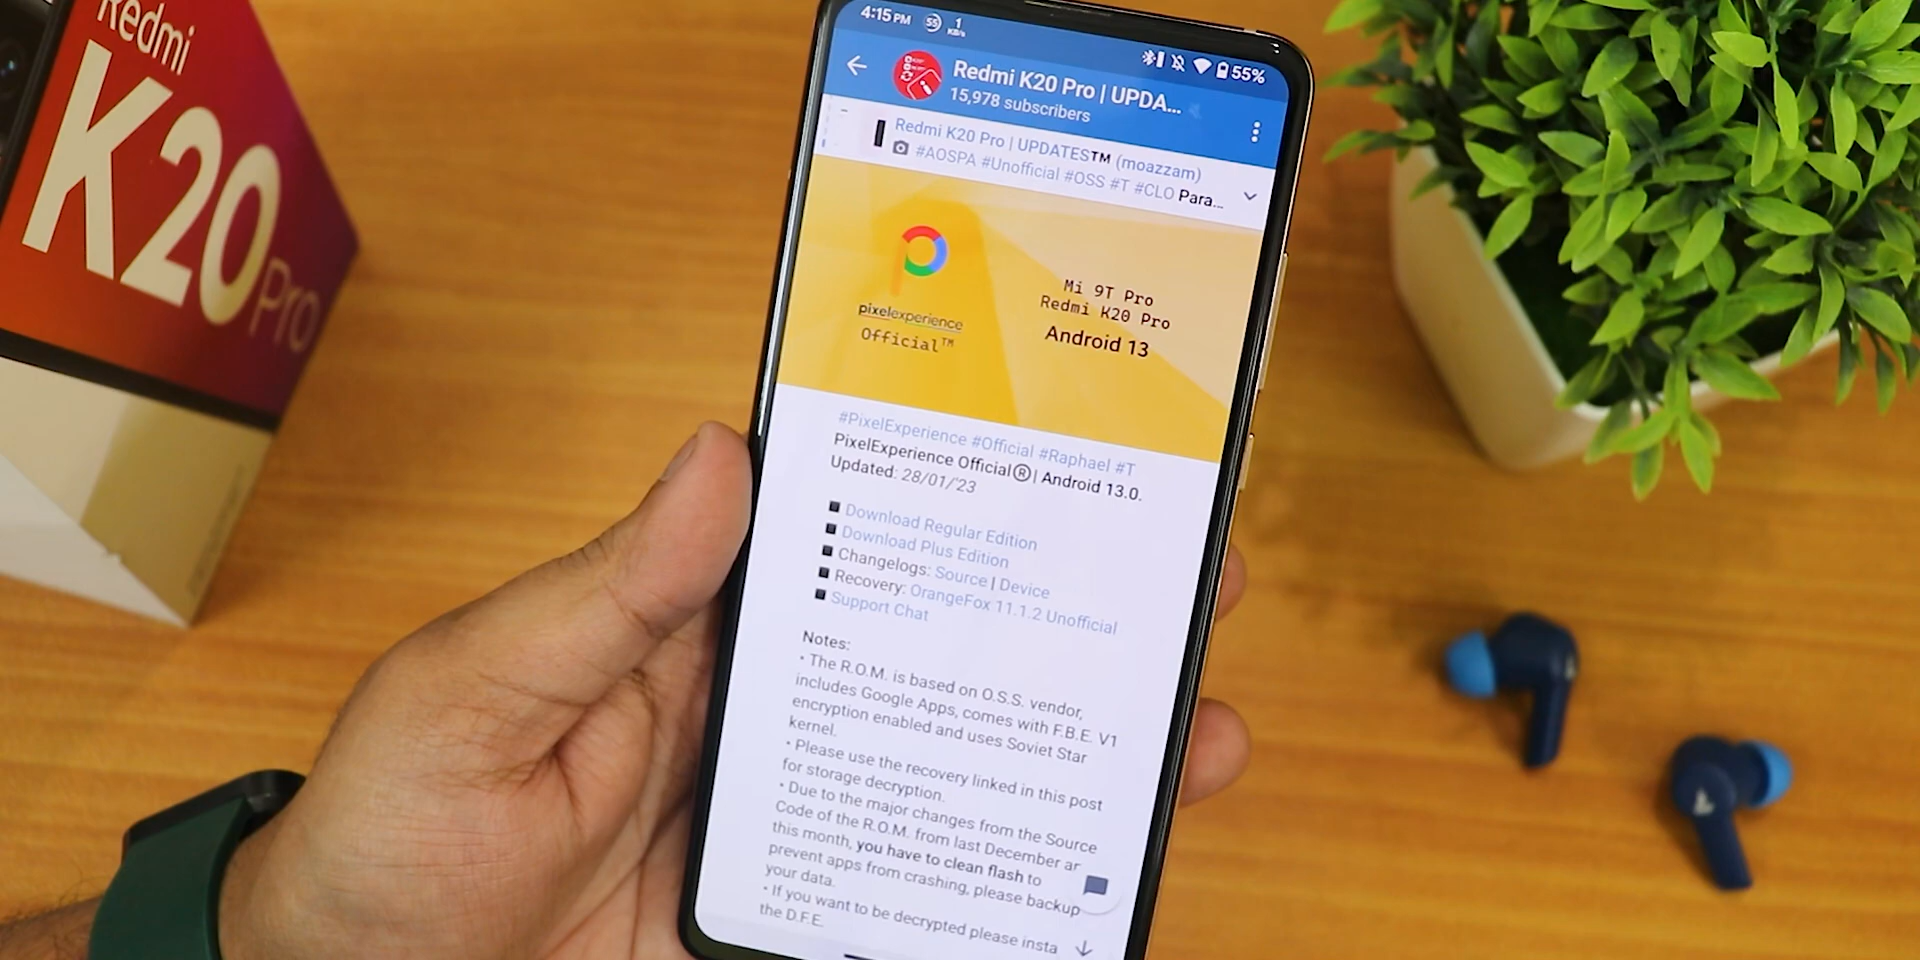 Redmi
K20 Pro
4:15 PM 55 1 KB/s 55%
Redmi K20 Pro | UPDA...
15,978 subscribers
Redmi K20 Pro | UPDATES™ (moazzam)
#AOSPA #Unofficial #OSS #T #CLO Para...
pixelexperience
Official™
Mi 9T Pro
Redmi K20 Pro
Android 13
#PixelExperience #Official #Raphael #T
PixelExperience OfficialⓇ| Android 13.0.
Updated: 28/01/'23
▪ Download Regular Edition
▪ Download Plus Edition
▪ Changelogs: Source | Device
▪ Recovery: OrangeFox 11.1.2 Unofficial
▪ Support Chat
Notes:
• The R.O.M. is based on O.S.S. vendor,
includes Google Apps, comes with F.B.E. V1
encryption enabled and uses Soviet Star
kernel.
• Please use the recovery linked in this post
for storage decryption.
• Due to the major changes from the Source
Code of the R.O.M. from last December ar
this month, you have to clean flash to
prevent apps from crashing, please backup
your data.
• If you want to be decrypted please insta
the D.F.E.